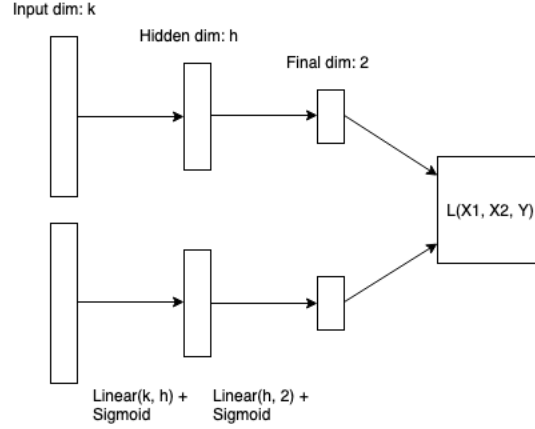 Input dim: k
Hidden dim: h
Final dim: 2
L(X1, X2, Y)
Linear(k, h) +
Sigmoid
Linear(h, 2) +
Sigmoid